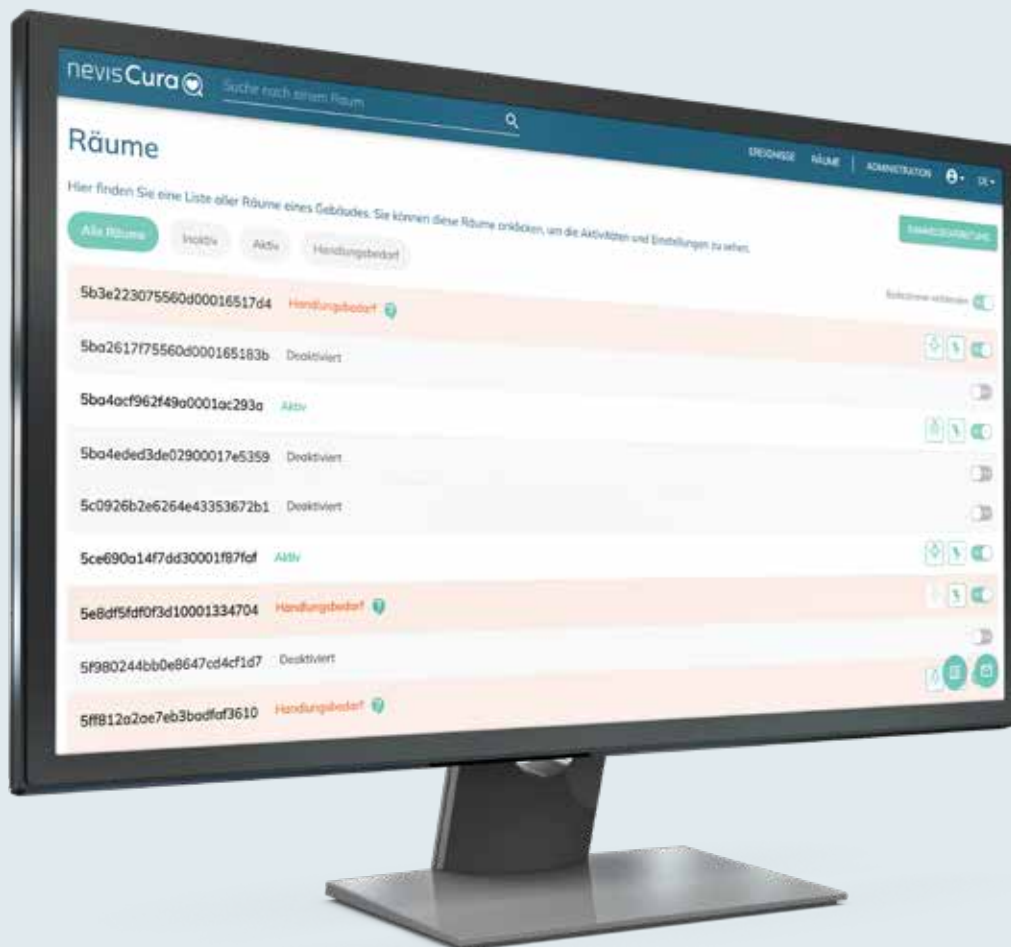 nevisCura
Suche nach einem Raum
EREIGNISSE RÄUME ADMINISTRATION DE
Räume
Hier finden Sie eine Liste aller Räume eines Gebäudes. Sie können diese Räume anklicken, um die Aktivitäten und Einstellungen zu sehen.
Alle Räume Inaktiv Aktiv Handlungsbedarf
5b3e223075560d00016517d4 Handlungsbedarf
5ba2617f75560d000165183b Deaktiviert
5ba4acf962f49a0001ac293a Aktiv
5ba4eded3de02900017e5359 Deaktiviert
5c0926b2e6264e43353672b1 Deaktiviert
5ce690a14f7dd30001f87faf Aktiv
5e8df5fdf0f3d10001334704 Handlungsbedarf
5f980244bb0e8647cd4cf1d7 Deaktiviert
5ff812a2ae7eb3badfaf3610 Handlungsbedarf